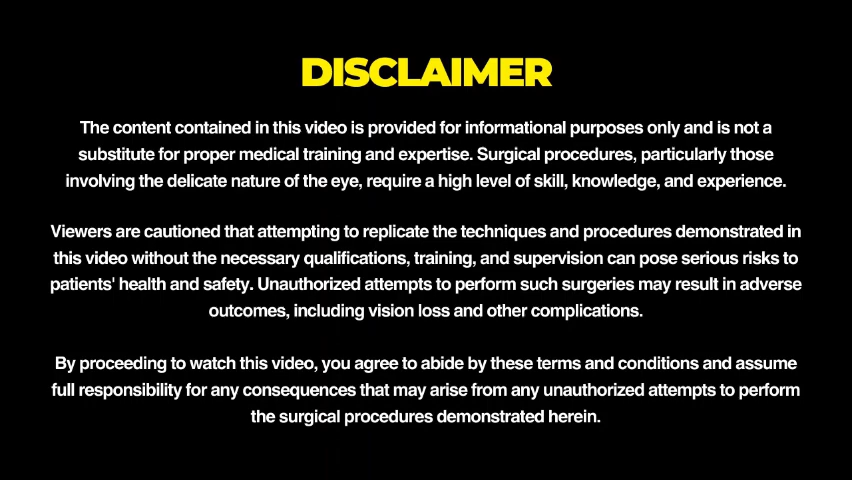 DISCLAIMER
The content contained in this video is provided for informational purposes only and is not a
substitute for proper medical training and expertise. Surgical procedures, particularly those
involving the delicate nature of the eye, require a high level of skill, knowledge, and experience.
Viewers are cautioned that attempting to replicate the techniques and procedures demonstrated in
this video without the necessary qualifications, training, and supervision can pose serious risks to
patients' health and safety. Unauthorized attempts to perform such surgeries may result in adverse
outcomes, including vision loss and other complications.
By proceeding to watch this video, you agree to abide by these terms and conditions and assume
full responsibility for any consequences that may arise from any unauthorized attempts to perform
the surgical procedures demonstrated herein.